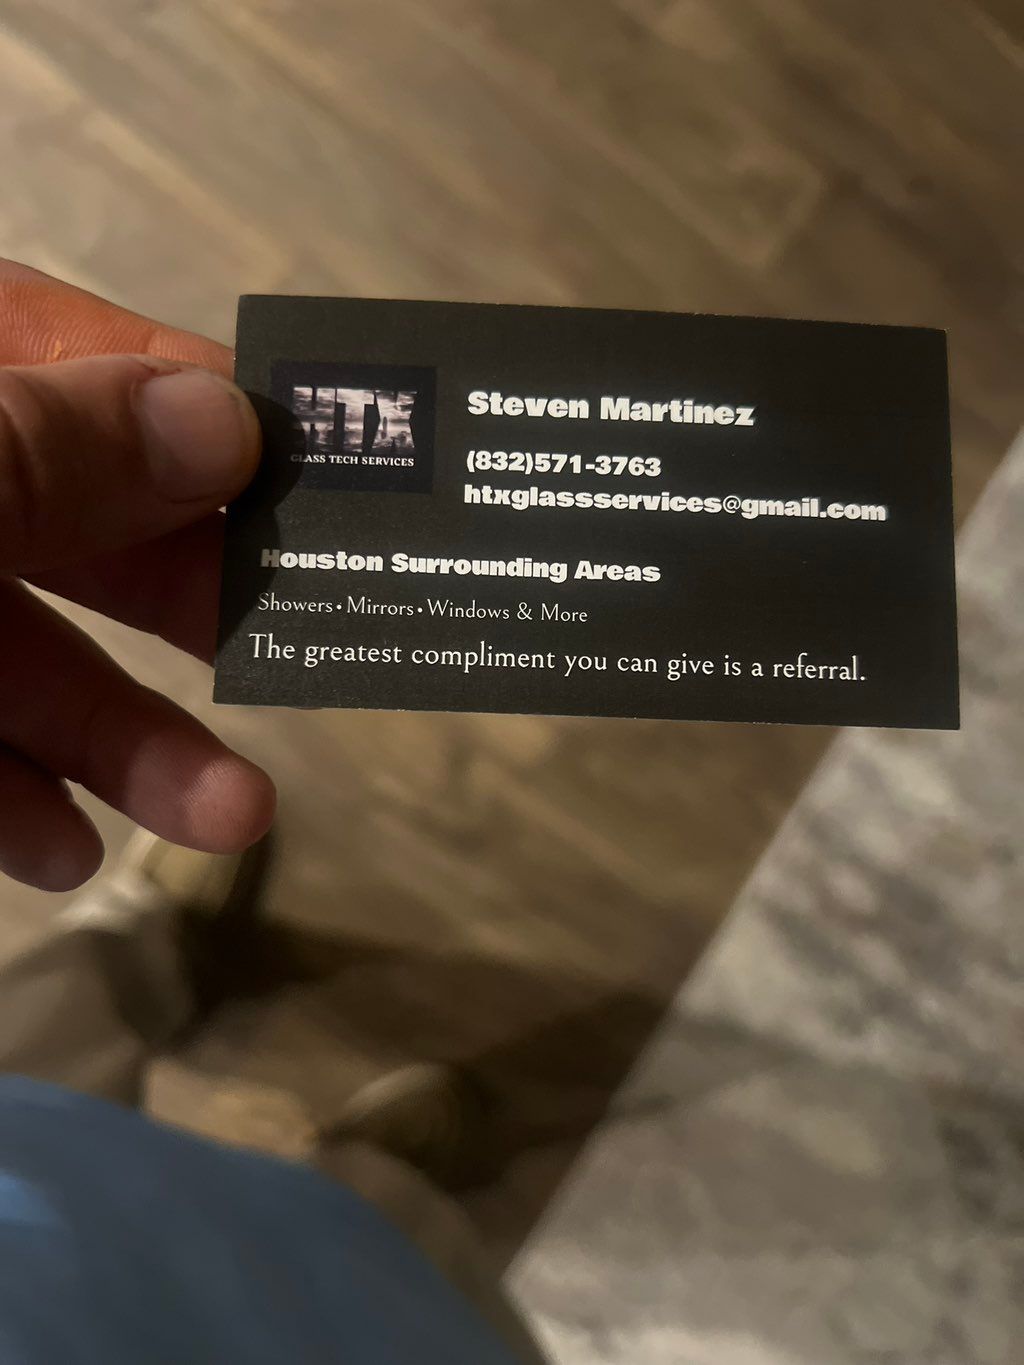 HTX
GLASS TECH SERVICES
Steven Martinez
(832)571-3763
htxglassservices@gmail.com
Houston Surrounding Areas
Showers•Mirrors•Windows & More
The greatest compliment you can give is a referral.